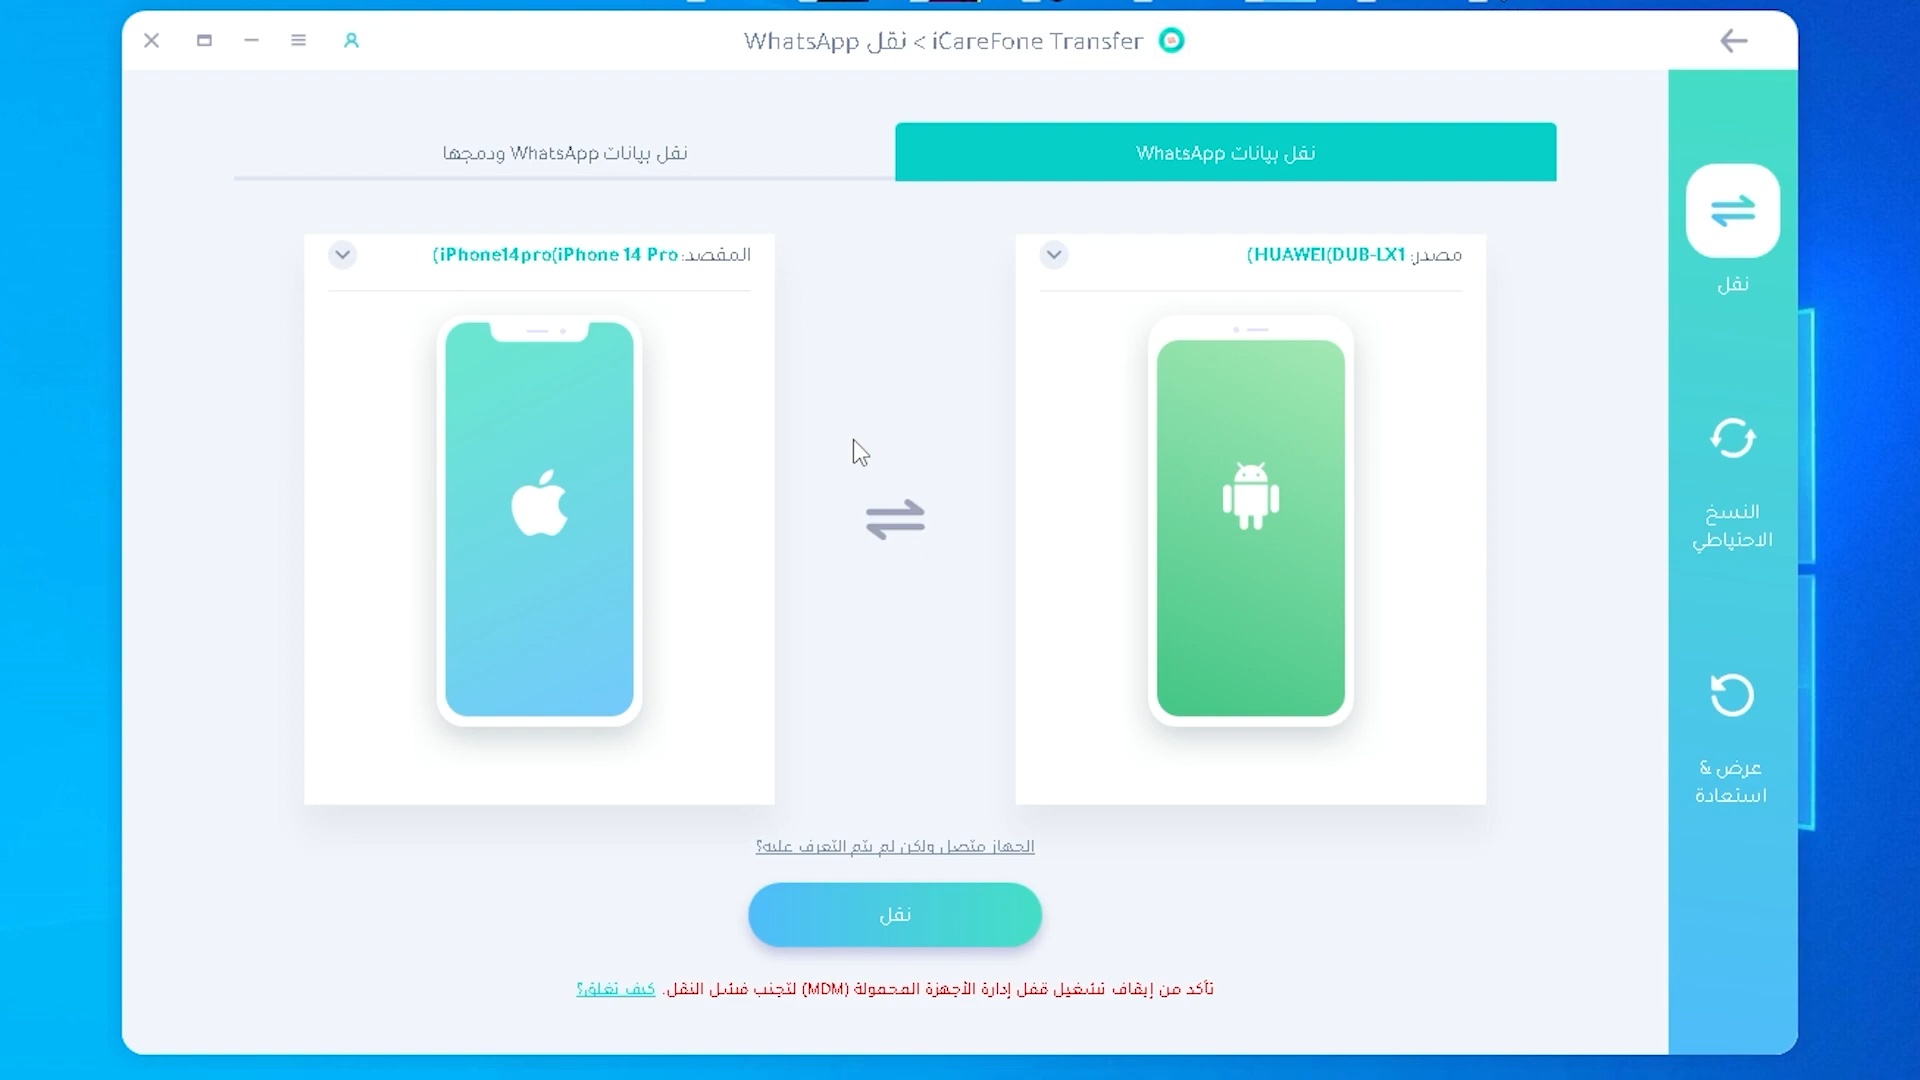 iCareFone Transfer > نقل WhatsApp
نقل بيانات WhatsApp
نقل بيانات WhatsApp ودمجها
مصدر: HUAWEI(DUB-LX1)
المقصد: iPhone14pro(iPhone 14 Pro)
نقل
النسخ
الاحتياطي
عرض &
استعادة
الجهاز متصل ولكن لم يتم التعرف عليه؟
نقل
تأكد من إيقاف تشغيل قفل إدارة الأجهزة المحمولة (MDM) لتجنب فشل النقل. كيف تغلق؟